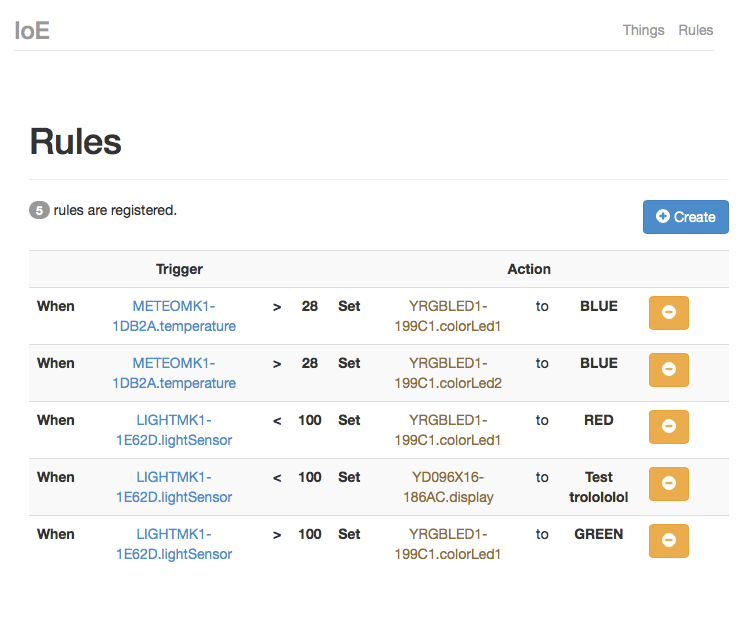 IoE Things Rules
Rules
5 rules are registered. Create
Trigger Action
When METEOMK1- > 28 Set YRGBLED1- to BLUE
1DB2A.temperature 199C1.colorLed1
When METEOMK1- > 28 Set YRGBLED1- to BLUE
1DB2A.temperature 199C1.colorLed2
When LIGHTMK1- < 100 Set YRGBLED1- to RED
1E62D.lightSensor 199C1.colorLed1
When LIGHTMK1- < 100 Set YD096X16- to Test
1E62D.lightSensor 186AC.display trolololol
When LIGHTMK1- > 100 Set YRGBLED1- to GREEN
1E62D.lightSensor 199C1.colorLed1